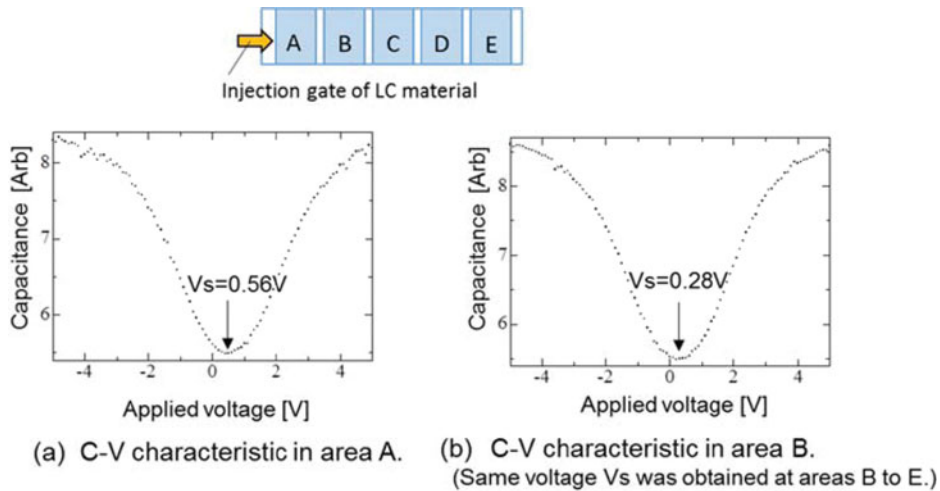 A B C D E
Injection gate of LC material
Capacitance [Arb]
8
7
6
Vs=0.56V
-4 -2 0 2 4
Applied voltage [V]
(a) C-V characteristic in area A.
Capacitance [Arb]
8
7
6
Vs=0.28V
-4 -2 0 2 4
Applied voltage [V]
(b) C-V characteristic in area B.
(Same voltage Vs was obtained at areas B to E.)